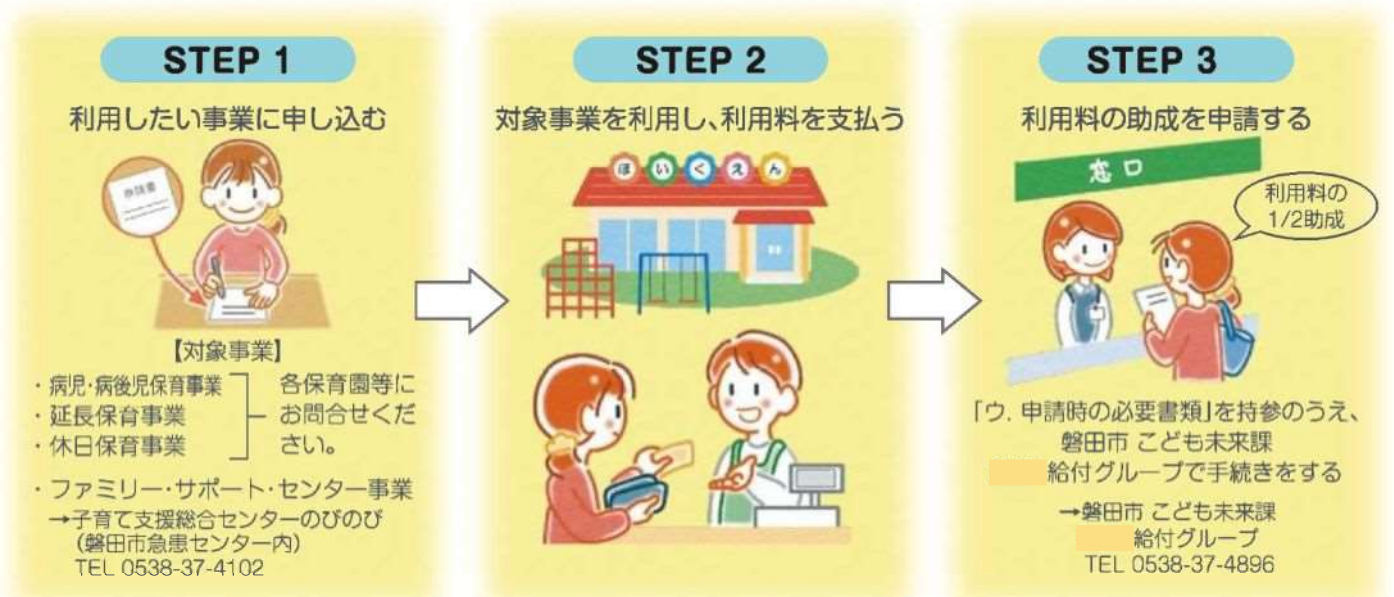 STEP 1
利用したい事業に申し込む
申請書
【対象事業】
・病児・病後児保育事業
・延長保育事業
・休日保育事業
各保育園等に
お問合せくだ
さい。
・ファミリー・サポート・センター事業
→子育て支援総合センターのびのび
(磐田市急患センター内)
TEL 0538-37-4102
STEP 2
対象事業を利用し、利用料を支払う
ほいくえん
STEP 3
利用料の助成を申請する
窓口
利用料の
1/2助成
「ウ. 申請時の必要書類」を持参のうえ、
磐田市 こども未来課
給付グループで手続きをする
→磐田市 こども未来課
給付グループ
TEL 0538-37-4896